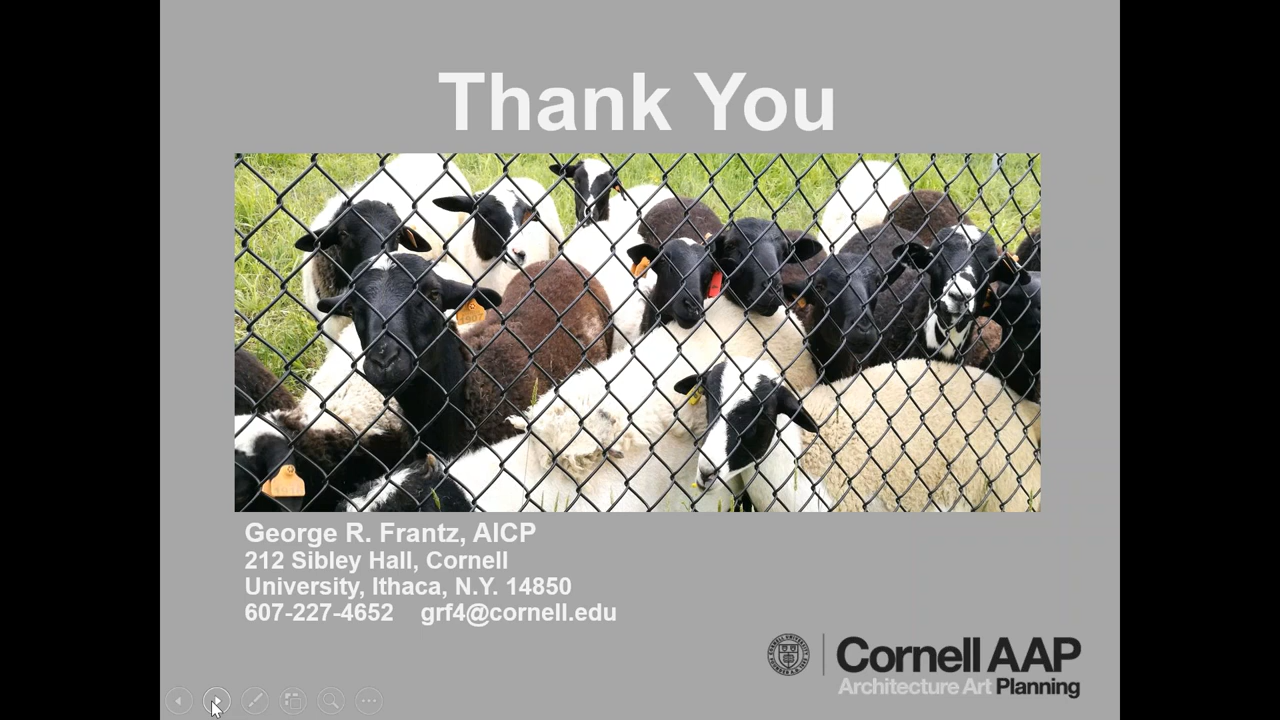 Thank You
George R. Frantz, AICP
212 Sibley Hall, Cornell
University, Ithaca, N.Y. 14850
607-227-4652 grf4@cornell.edu
Cornell AAP
Architecture Art Planning